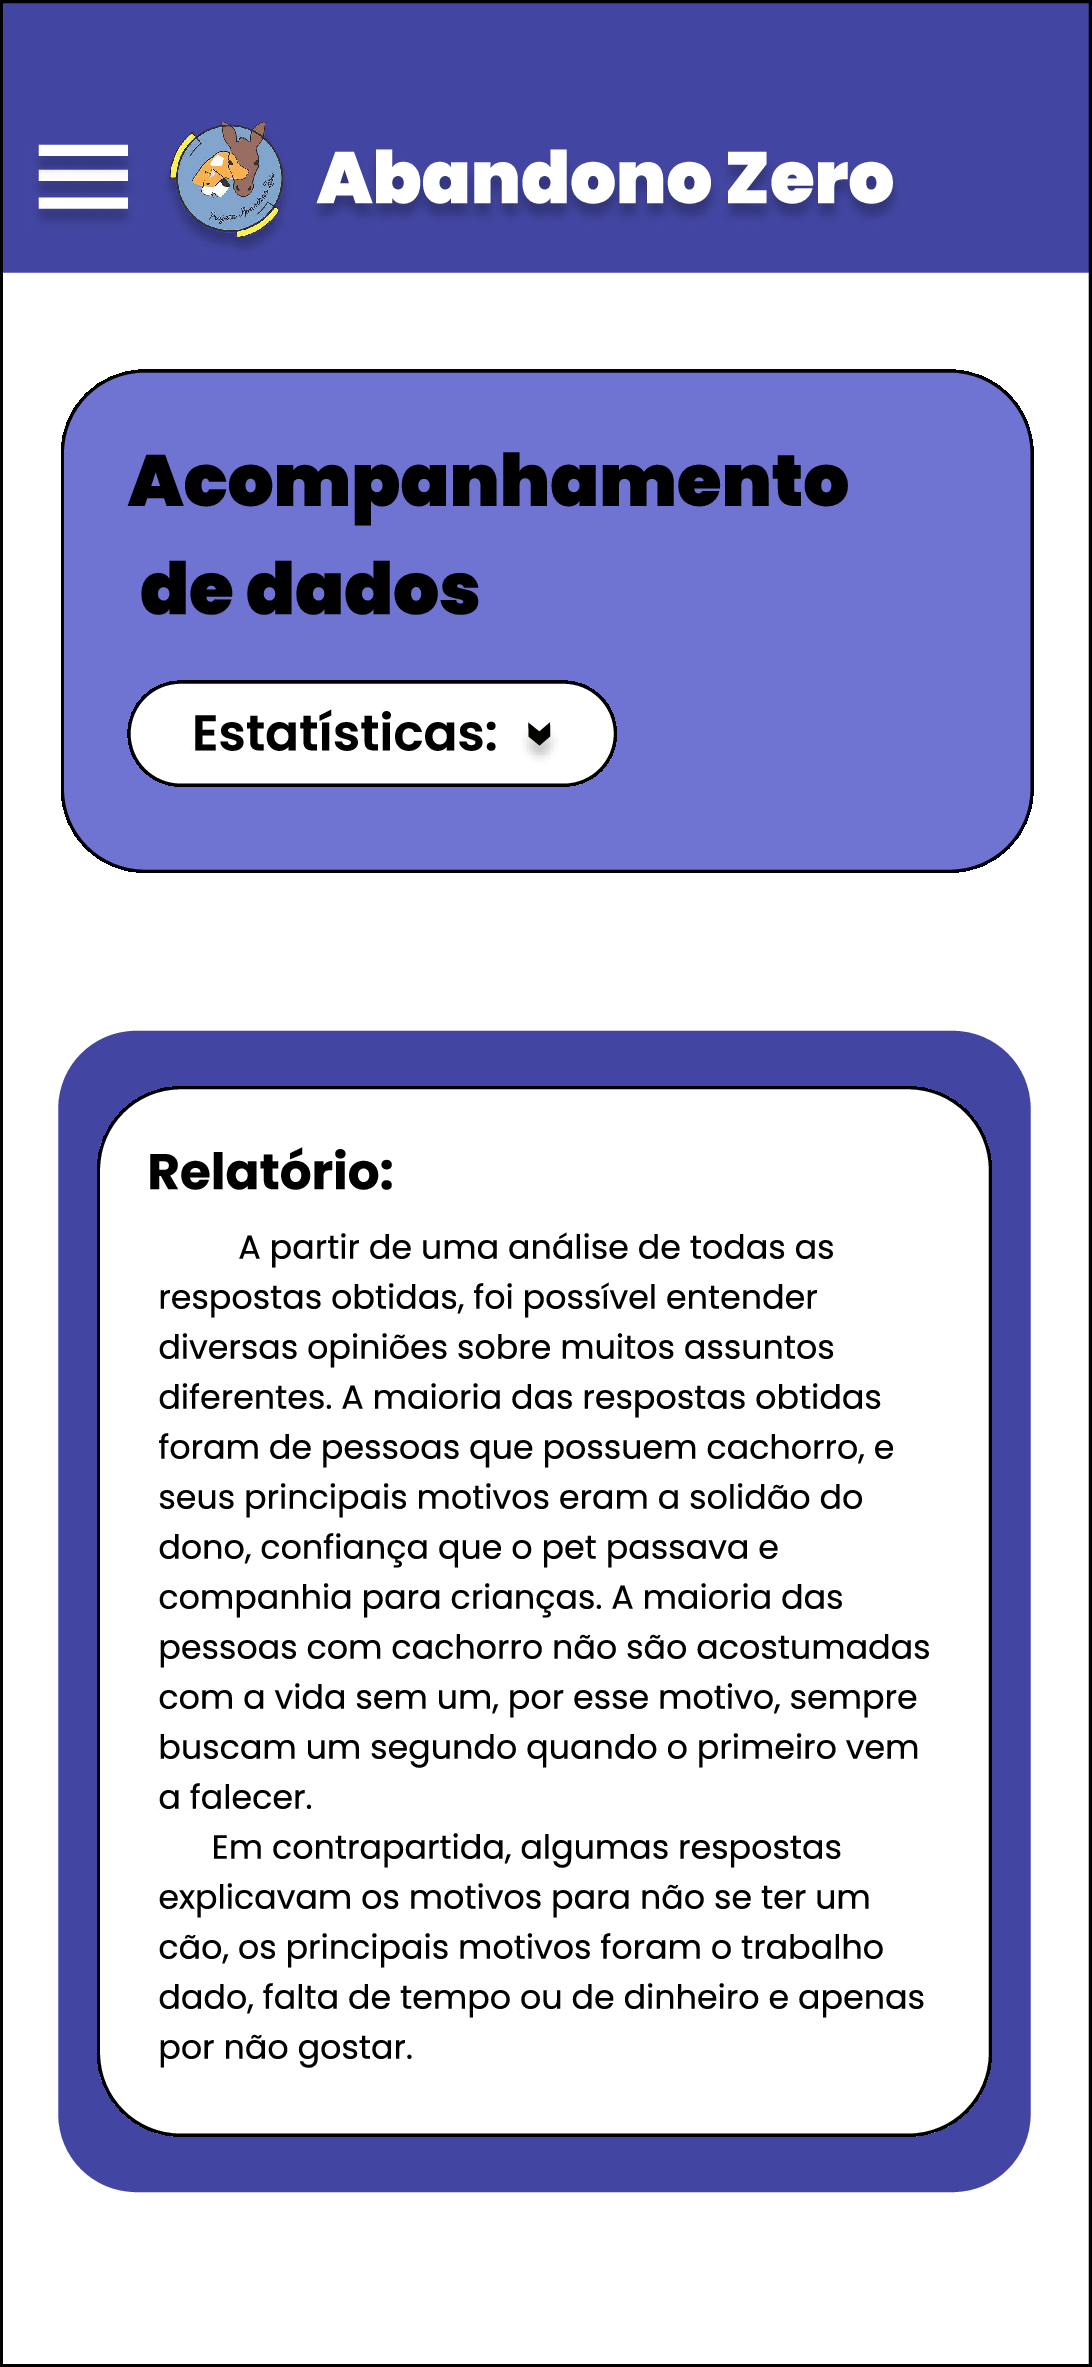 Abandono Zero
Acompanhamento
de dados
Estatísticas:
Relatório:
A partir de uma análise de todas as
respostas obtidas, foi possível entender
diversas opiniões sobre muitos assuntos
diferentes. A maioria das respostas obtidas
foram de pessoas que possuem cachorro, e
seus principais motivos eram a solidão do
dono, confiança que o pet passava e
companhia para crianças. A maioria das
pessoas com cachorro não são acostumadas
com a vida sem um, por esse motivo, sempre
buscam um segundo quando o primeiro vem
a falecer.
Em contrapartida, algumas respostas
explicavam os motivos para não se ter um
cão, os principais motivos foram o trabalho
dado, falta de tempo ou de dinheiro e apenas
por não gostar.